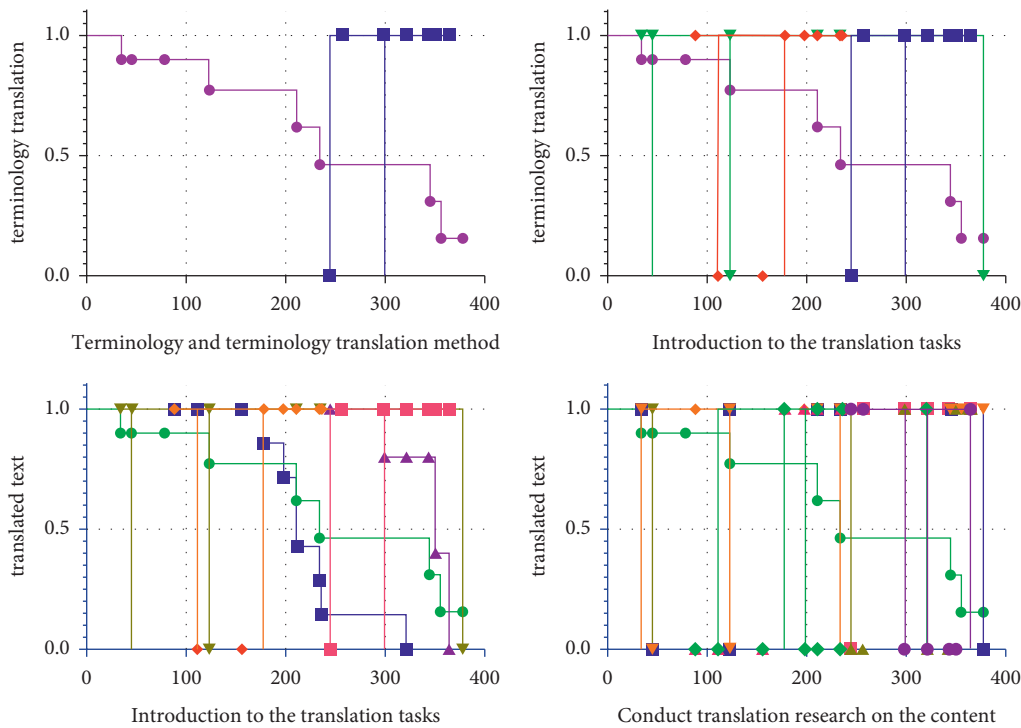 terminology translation
1.0
0.5
0.0
0 100 200 300 400
Terminology and terminology translation method
terminology translation
1.0
0.5
0.0
0 100 200 300 400
Introduction to the translation tasks
translated text
1.0
0.5
0.0
0 100 200 300 400
Introduction to the translation tasks
translated text
1.0
0.5
0.0
0 100 200 300 400
Conduct translation research on the content